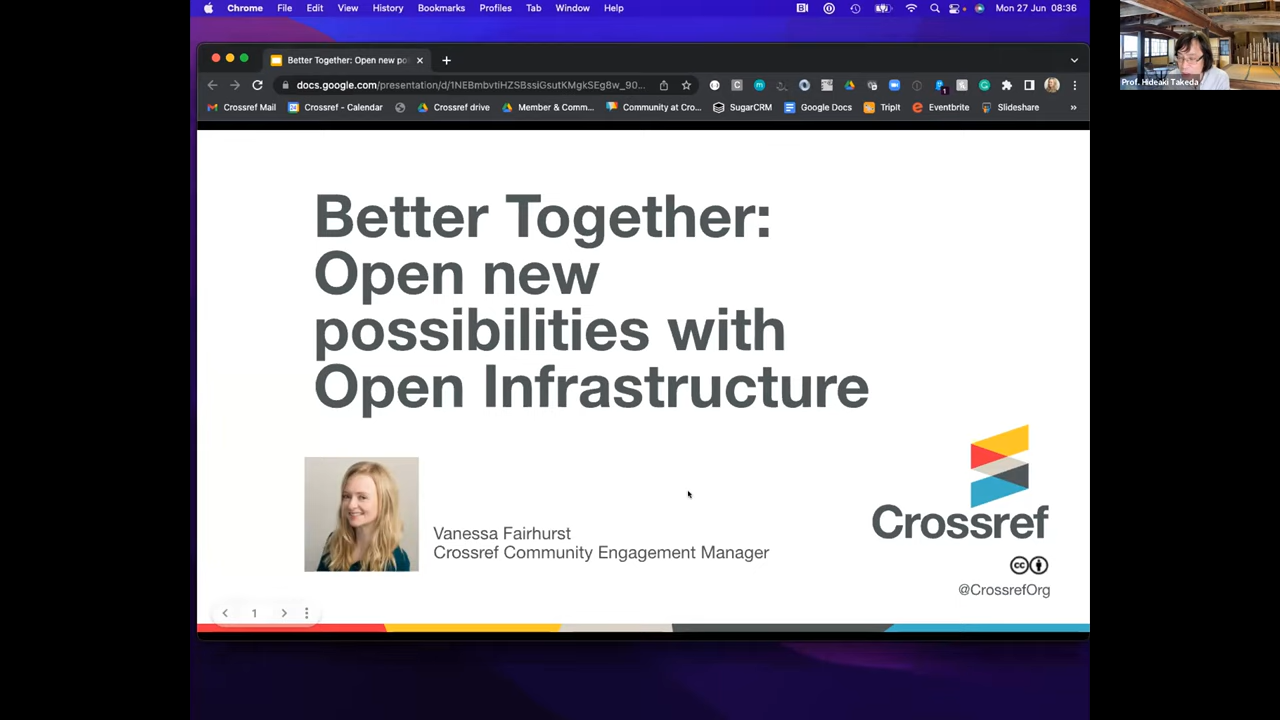 Chrome File Edit View History Bookmarks Profiles Tab Window Help Mon 27 Jun 08:36
Better Together: Open new po
docs.google.com/presentation/d/1NEBmbvtiHZSBssiGsutKMgkSEg8w_90...
Crossref Mail Crossref - Calendar Crossref drive Member & Comm... Community at Cro... SugarCRM Google Docs TripIt Eventbrite Slideshare »
Prof. Hideaki Takeda
Better Together:
Open new
possibilities with
Open Infrastructure
Vanessa Fairhurst
Crossref Community Engagement Manager
Crossref
cc
@CrossrefOrg
1